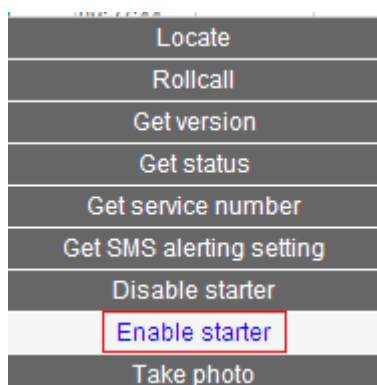 Locate
Rollcall
Get version
Get status
Get service number
Get SMS alerting setting
Disable starter
Enable starter
Take photo